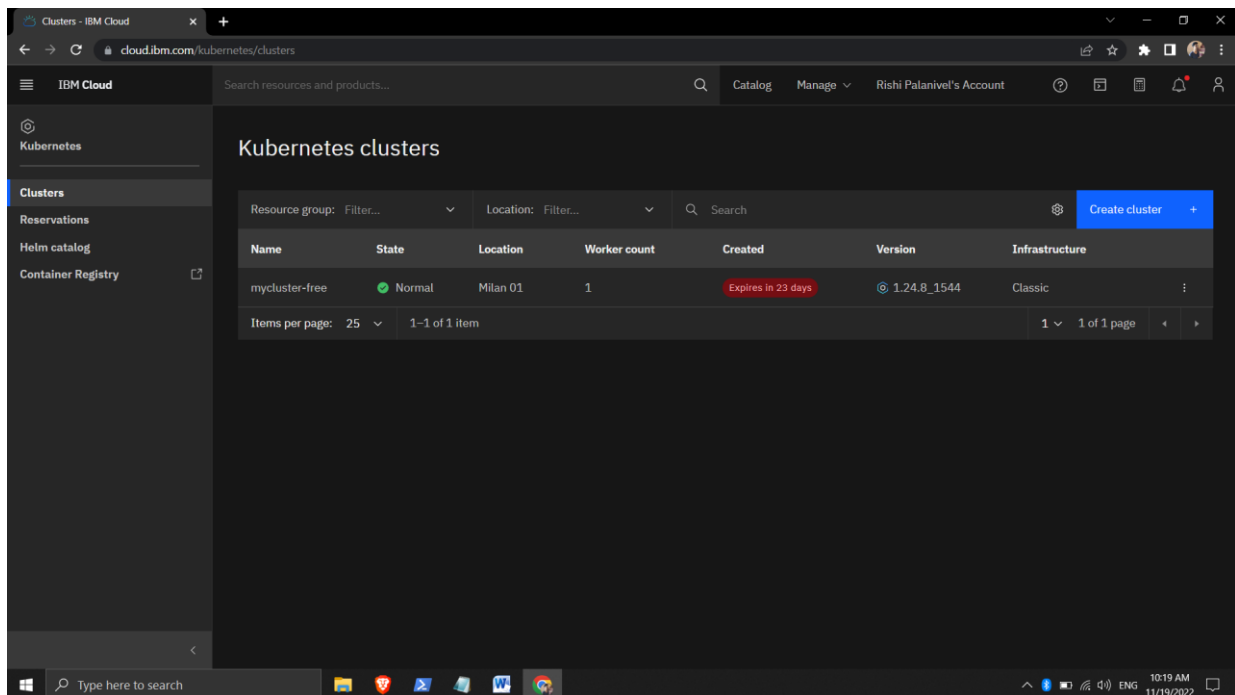 Clusters - IBM Cloud
cloud.ibm.com/kubernetes/clusters
IBM Cloud
Search resources and products...
Catalog
Manage
Rishi Palanivel's Account
Kubernetes
Clusters
Reservations
Helm catalog
Container Registry
Kubernetes clusters
Resource group: Filter... Location: Filter... Search Create cluster +
Name State Location Worker count Created Version Infrastructure
mycluster-free Normal Milan 01 1 Expires in 23 days 1.24.8_1544 Classic
Items per page: 25 1–1 of 1 item 1 1 of 1 page
Type here to search
ENG
10:19 AM
11/19/2022